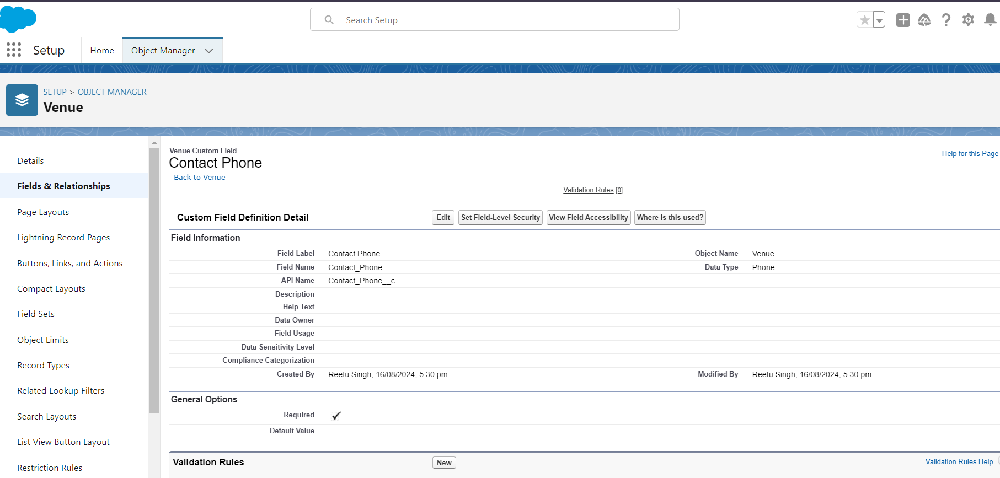 Search Setup
Setup
Home
Object Manager
SETUP > OBJECT MANAGER
Venue
Details
Fields & Relationships
Page Layouts
Lightning Record Pages
Buttons, Links, and Actions
Compact Layouts
Field Sets
Object Limits
Record Types
Related Lookup Filters
Search Layouts
List View Button Layout
Restriction Rules
Venue Custom Field
Contact Phone
Back to Venue
Help for this Page
Validation Rules [0]
Custom Field Definition Detail
Edit
Set Field-Level Security
View Field Accessibility
Where is this used?
Field Information
Field Label Contact Phone Object Name Venue
Field Name Contact_Phone Data Type Phone
API Name Contact_Phone__c
Description
Help Text
Data Owner
Field Usage
Data Sensitivity Level
Compliance Categorization
Created By Reetu Singh, 16/08/2024, 5:30 pm Modified By Reetu Singh, 16/08/2024, 5:30 pm
General Options
Required
Default Value
Validation Rules New Validation Rules Help